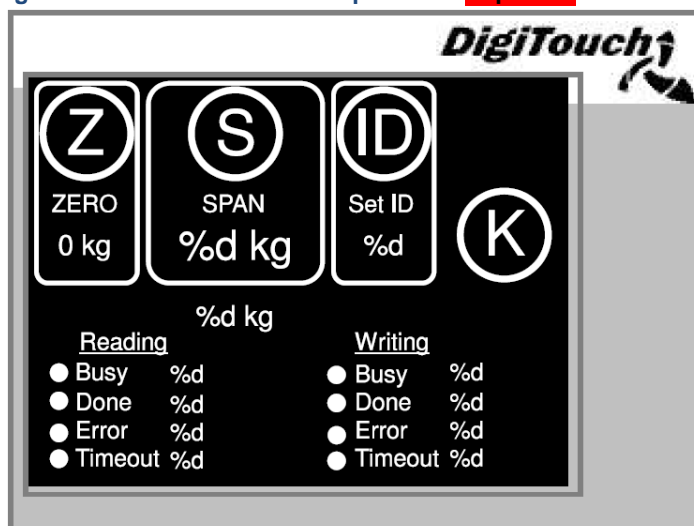 DigiTouch
Z S ID
ZERO SPAN Set ID
0 kg %d kg %d
K
%d kg
Reading Writing
Busy %d Busy %d
Done %d Done %d
Error %d Error %d
Timeout %d Timeout %d